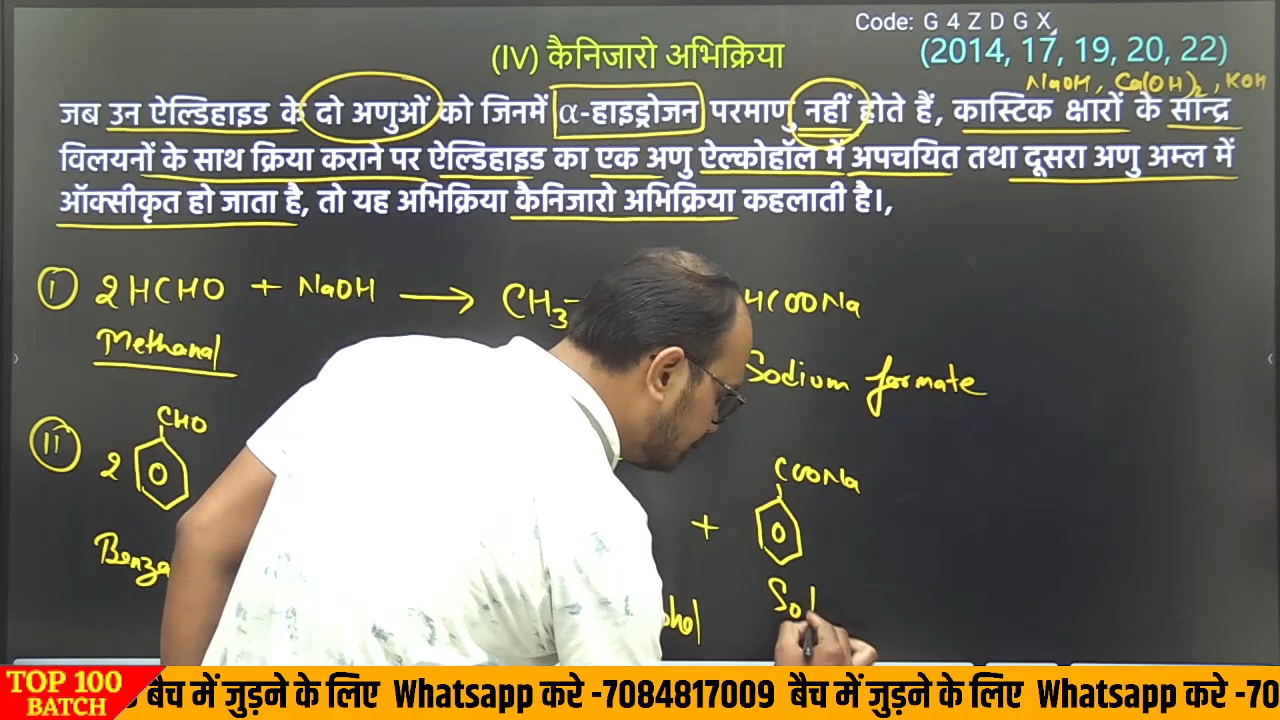 Code: G 4 Z D G X
(IV) कैनिजारो अभिक्रिया
(2014, 17, 19, 20, 22)
NaOH, Ca(OH)2, KOH
जब उन ऐल्डिहाइड के दो अणुओं को जिनमें α-हाइड्रोजन परमाणु नहीं होते हैं, कास्टिक क्षारों के सान्द्र
विलयनों के साथ क्रिया कराने पर ऐल्डिहाइड का एक अणु ऐल्कोहॉल में अपचयित तथा दूसरा अणु अम्ल में
ऑक्सीकृत हो जाता है, तो यह अभिक्रिया कैनिजारो अभिक्रिया कहलाती है।,
I 2HCHO + NaOH → CH3- HCOONa
Methanal
Sodium formate
II 2 CHO
+ COONa
TOP 100
BATCH
बैच में जुड़ने के लिए Whatsapp करे -7084817009 बैच में जुड़ने के लिए Whatsapp करे -70